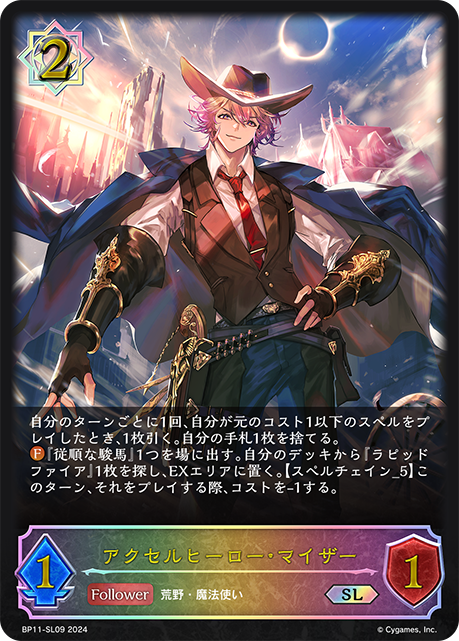 2
自分のターンごとに1回、自分が元のコスト1以下のスペルをプ
レイしたとき、1枚引く。自分の手札1枚を捨てる。
F『従順な駿馬』1つを場に出す。自分のデッキから『ラピッド
ファイア』1枚を探し、EXエリアに置く。【スペルチェイン_5】こ
のターン、それをプレイする際、コストを-1する。
アクセルヒーロー・マイザー
1
1
Follower 荒野・魔法使い
SL
BP11-SL09 2024
© Cygames, Inc.